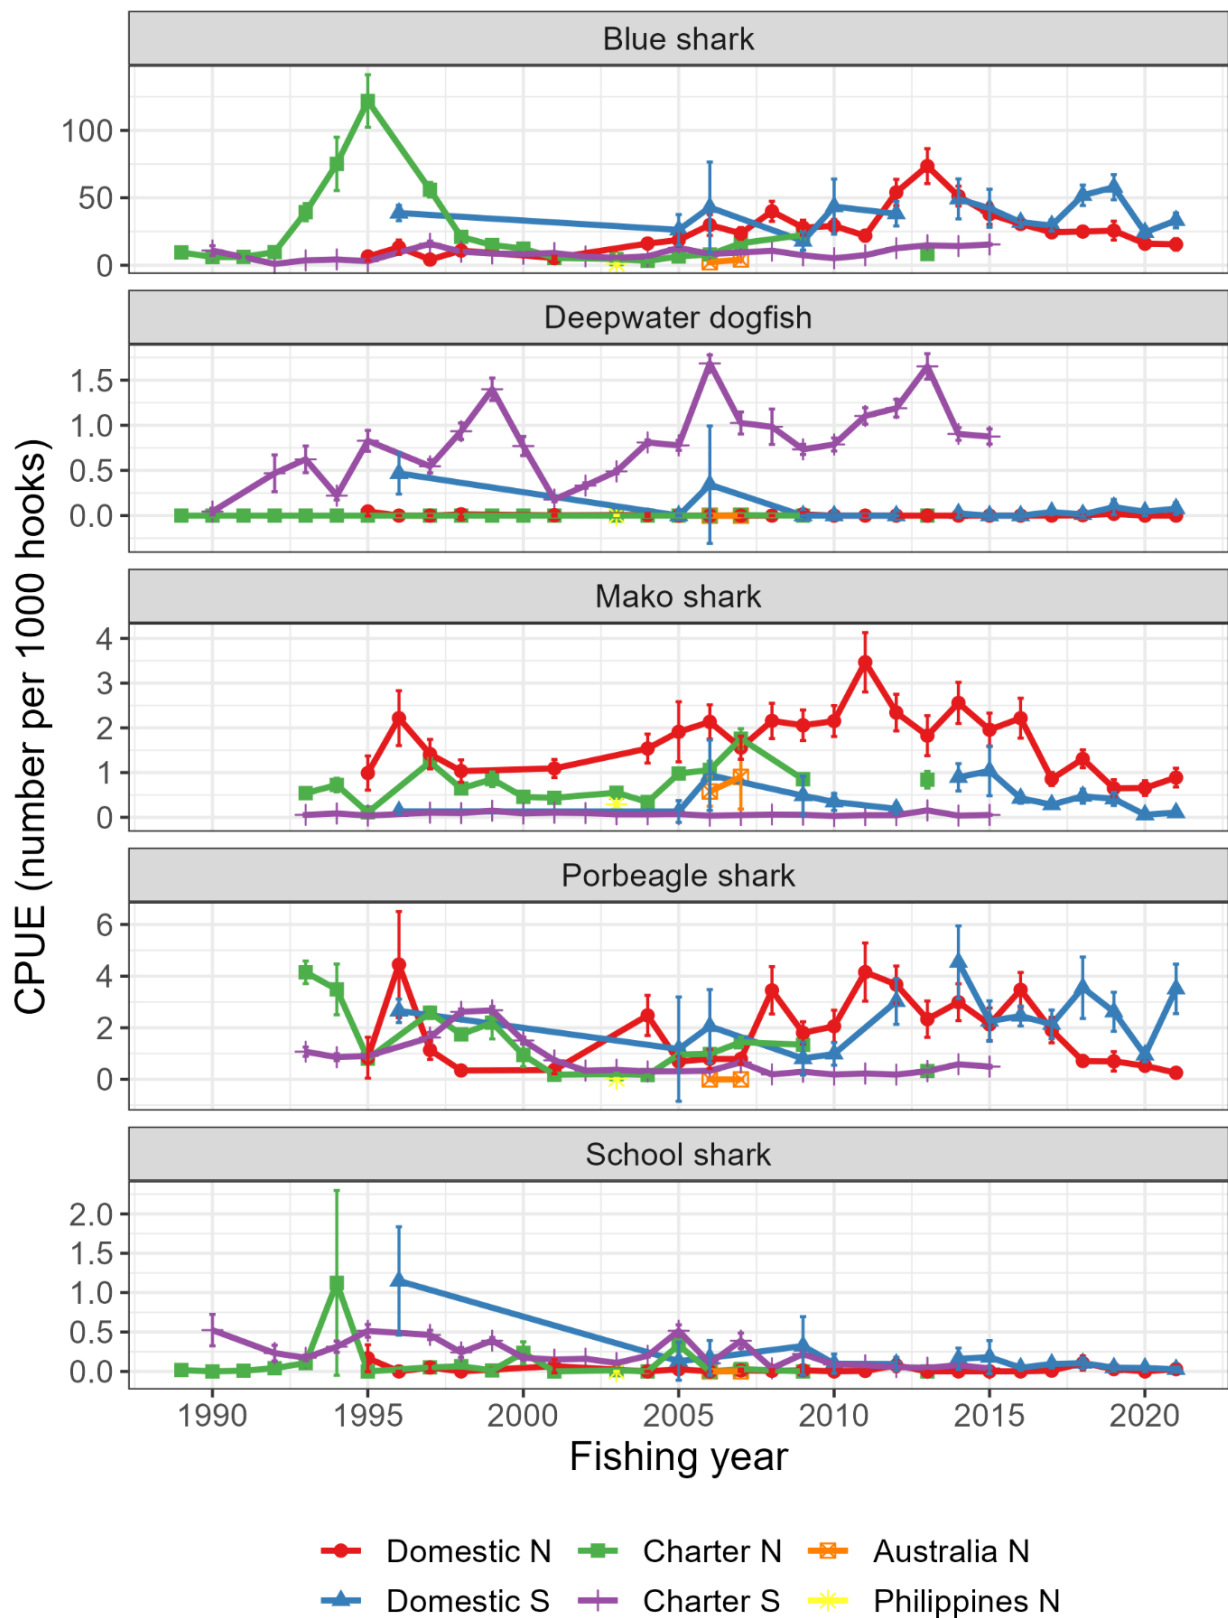 Blue shark
100
50
0
Deepwater dogfish
1.5
1.0
0.5
0.0
Mako shark
4
3
2
1
0
Porbeagle shark
6
4
2
0
School shark
2.0
1.5
1.0
0.5
0.0
CPUE (number per 1000 hooks)
1990 1995 2000 2005 2010 2015 2020
Fishing year
Domestic N Charter N Australia N
Domestic S Charter S Philippines N